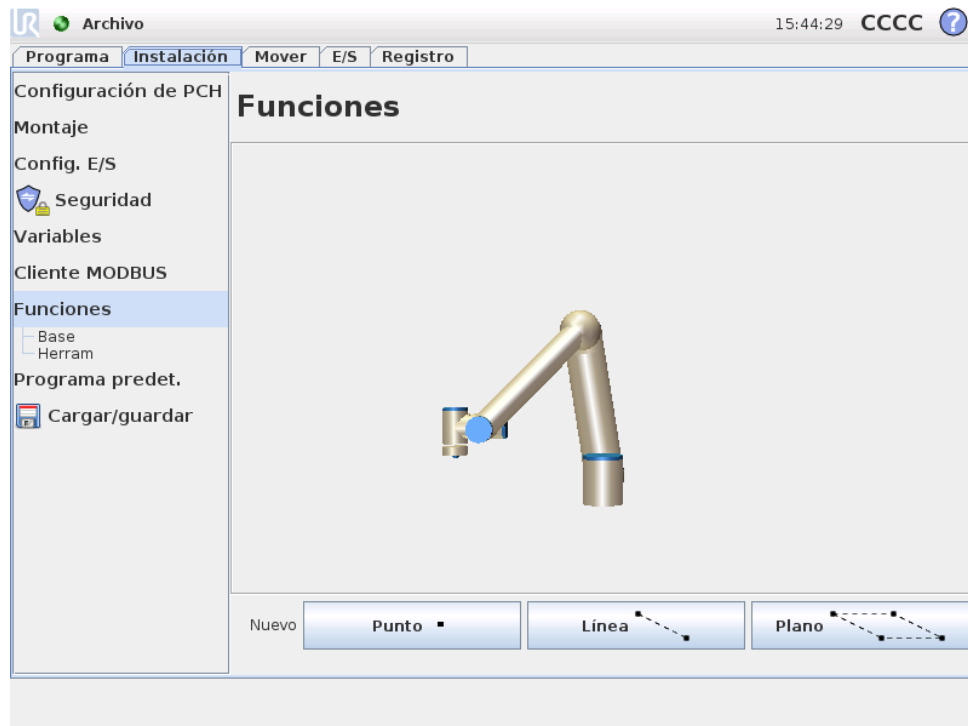 UR Archivo 15:44:29 CCCC ?
Programa Instalación Mover E/S Registro
Configuración de PCH
Funciones
Montaje
Config. E/S
Seguridad
Variables
Cliente MODBUS
Funciones
Base
Herram
Programa predet.
Cargar/guardar
Nuevo Punto Línea Plano